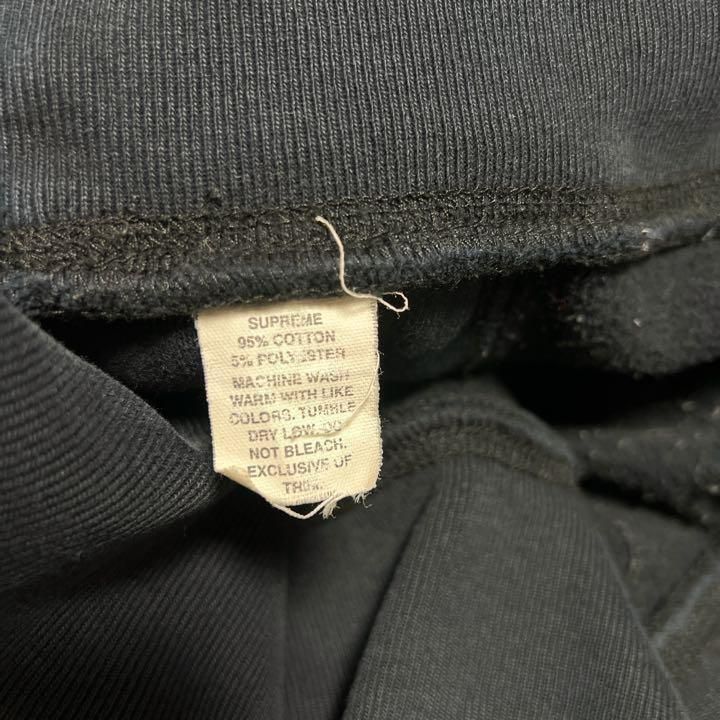 SUPREME
95% COTTON
5% POLYESTER
MACHINE WASH
WARM WITH LIKE
COLORS. TUMBLE
DRY LOW. DO
NOT BLEACH.
EXCLUSIVE OF
TRIM.